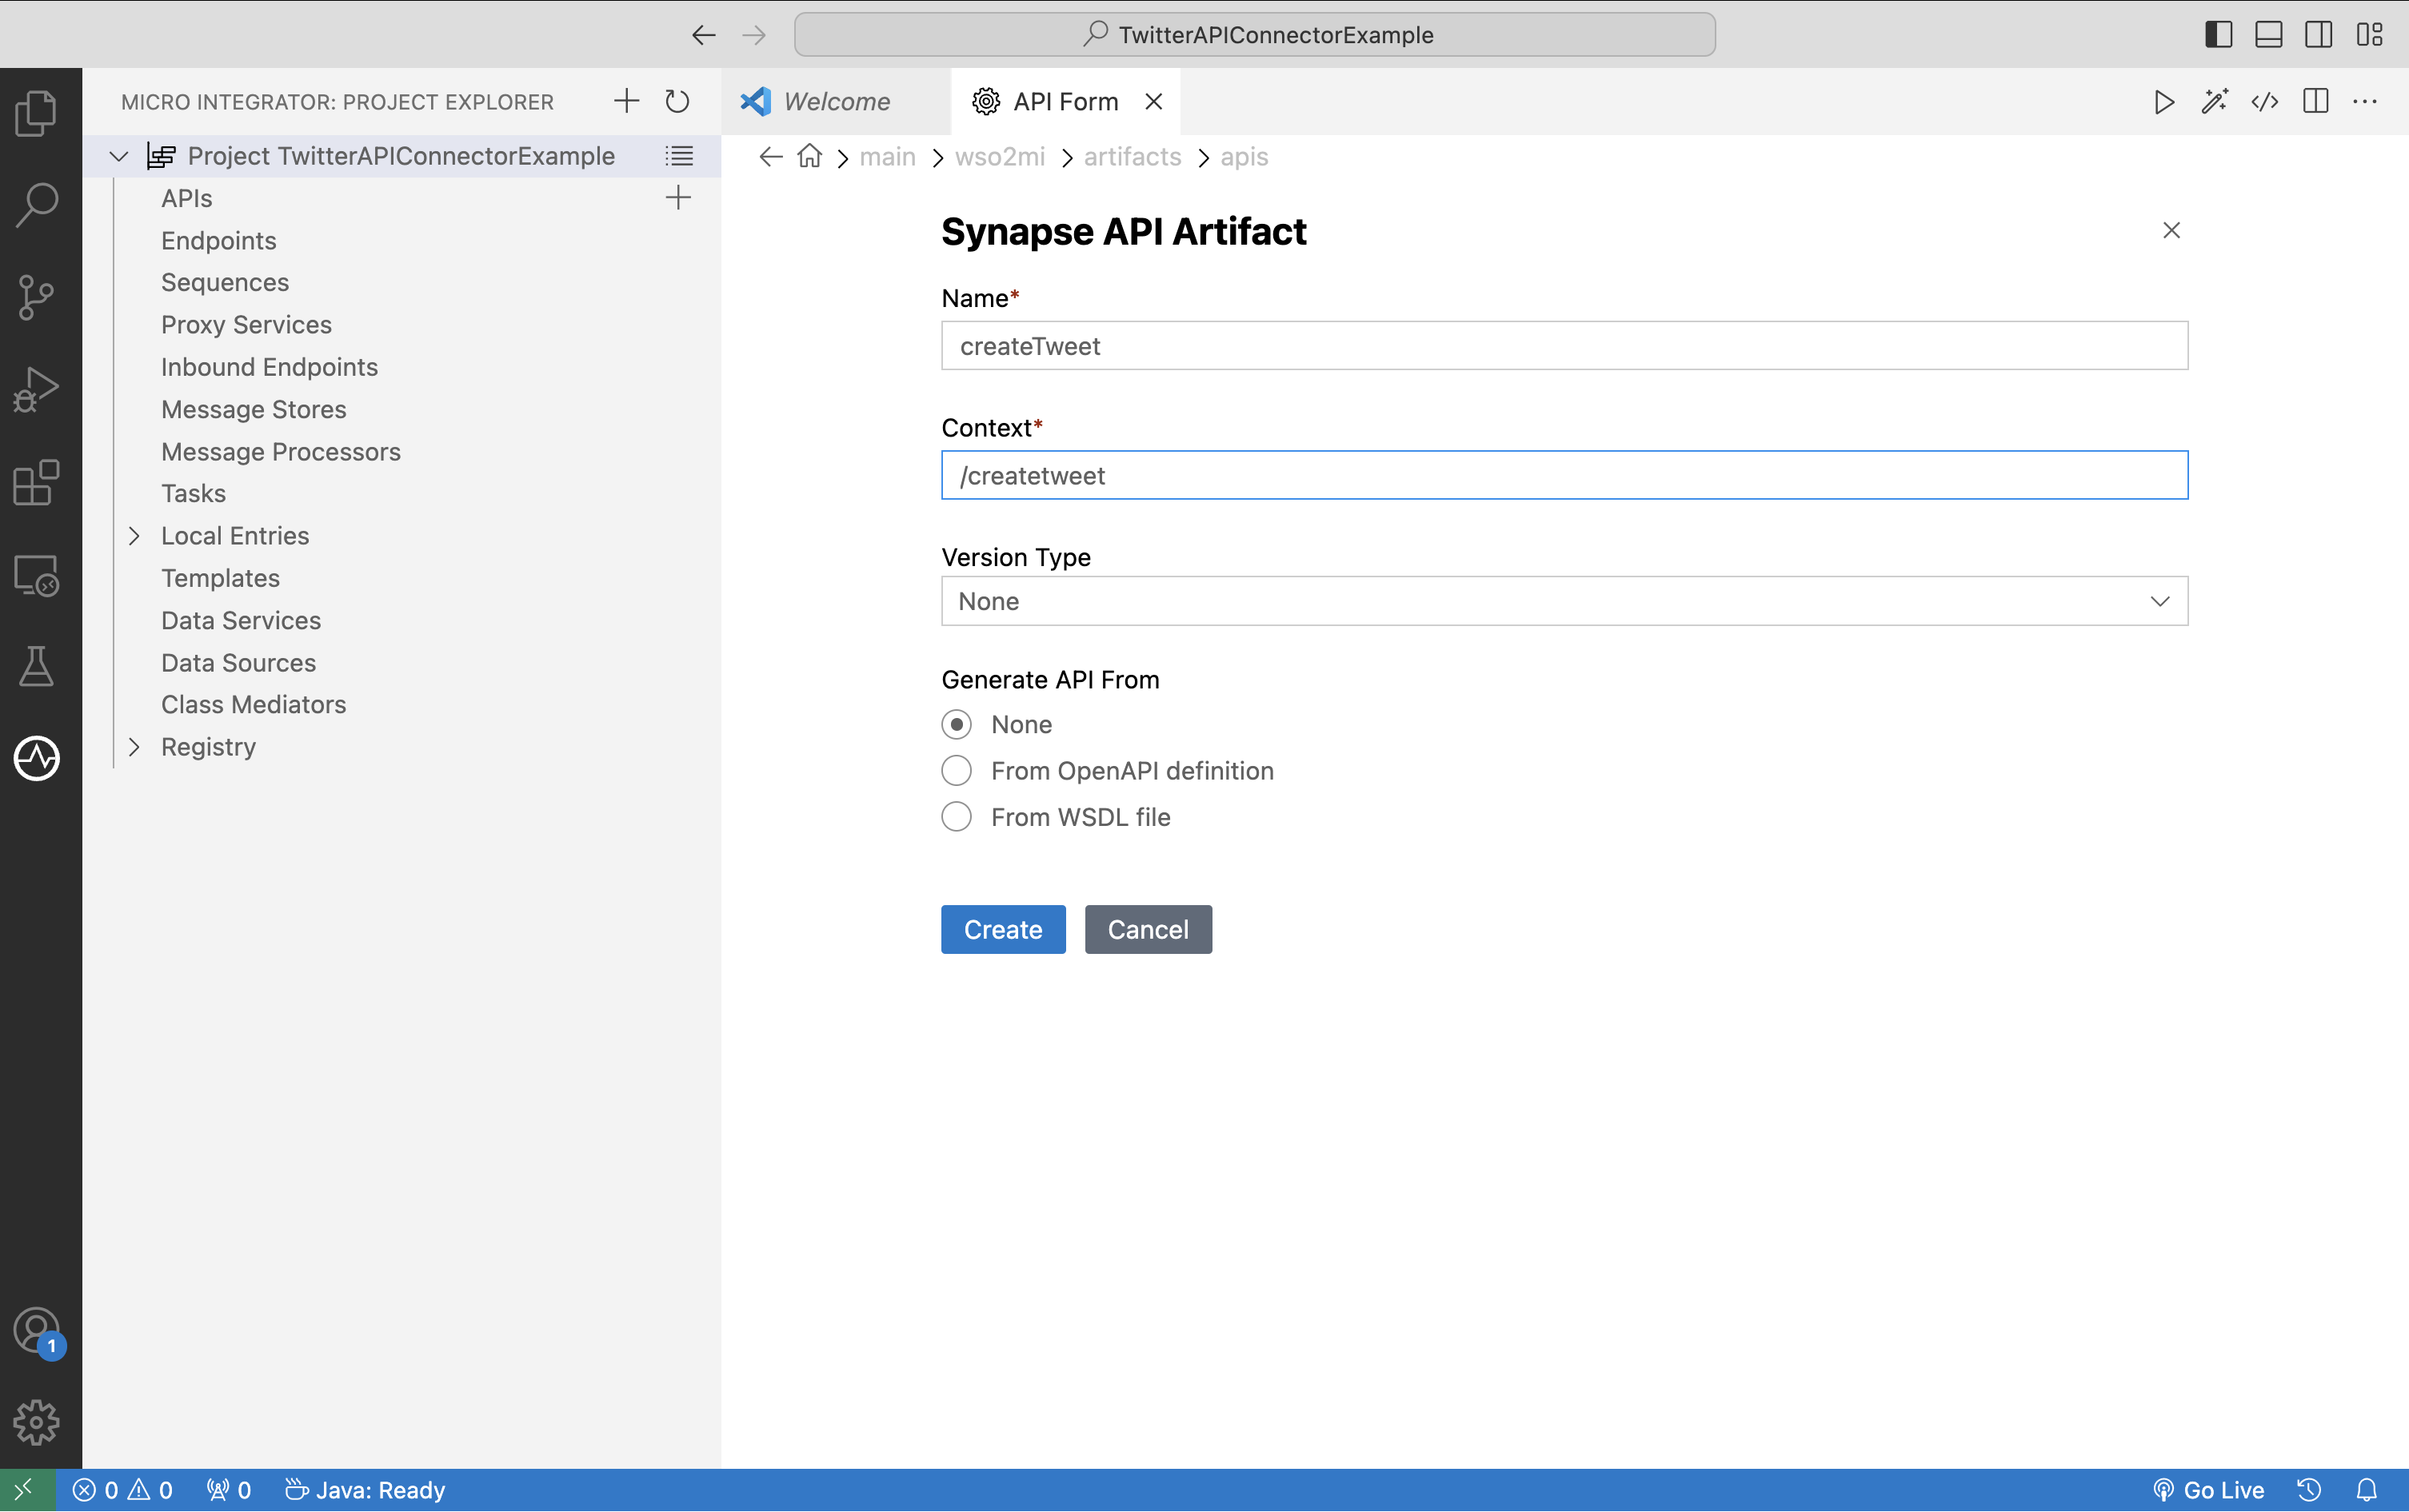 TwitterAPIConnectorExample
MICRO INTEGRATOR: PROJECT EXPLORER
Welcome
API Form
Project TwitterAPIConnectorExample
main
wso2mi
artifacts
apis
APIs
Endpoints
Sequences
Proxy Services
Inbound Endpoints
Message Stores
Message Processors
Tasks
Local Entries
Templates
Data Services
Data Sources
Class Mediators
Registry
Synapse API Artifact
Name*
createTweet
Context*
/createtweet
Version Type
None
Generate API From
None
From OpenAPI definition
From WSDL file
Create
Cancel
1
0
0
0
Java: Ready
Go Live